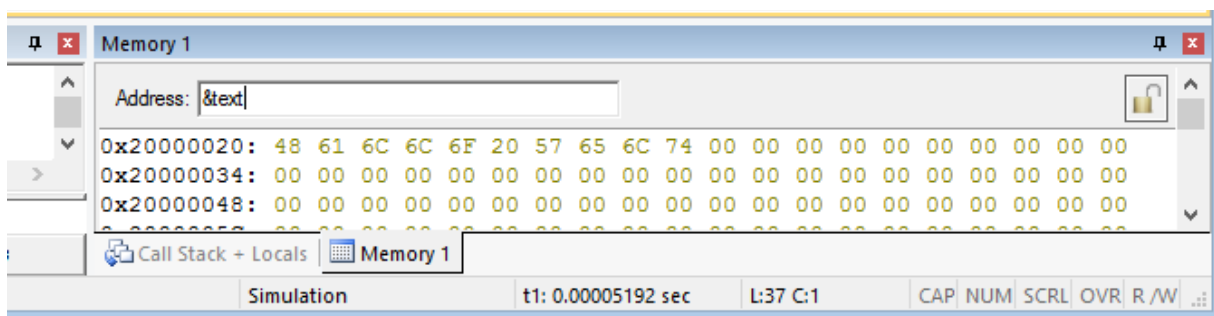 Memory 1
Address: &text
0x20000020: 48 61 6C 6C 6F 20 57 65 6C 74 00 00 00 00 00 00 00 00 00 00
0x20000034: 00 00 00 00 00 00 00 00 00 00 00 00 00 00 00 00 00 00 00 00
0x20000048: 00 00 00 00 00 00 00 00 00 00 00 00 00 00 00 00 00 00 00 00
Call Stack + Locals Memory 1
Simulation t1: 0.00005192 sec L:37 C:1 CAP NUM SCRL OVR R /W